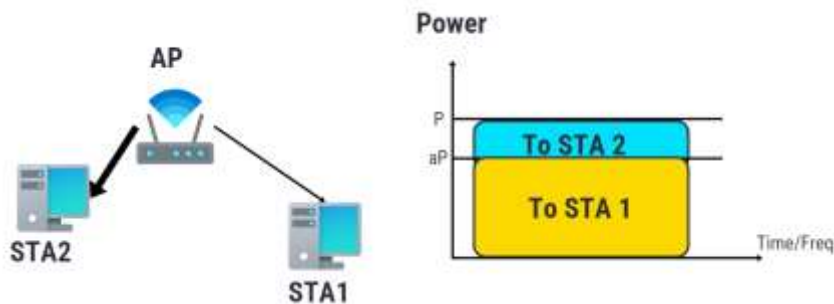 AP
STA2
STA1
Power
P
aP
To STA 2
To STA 1
Time/Freq